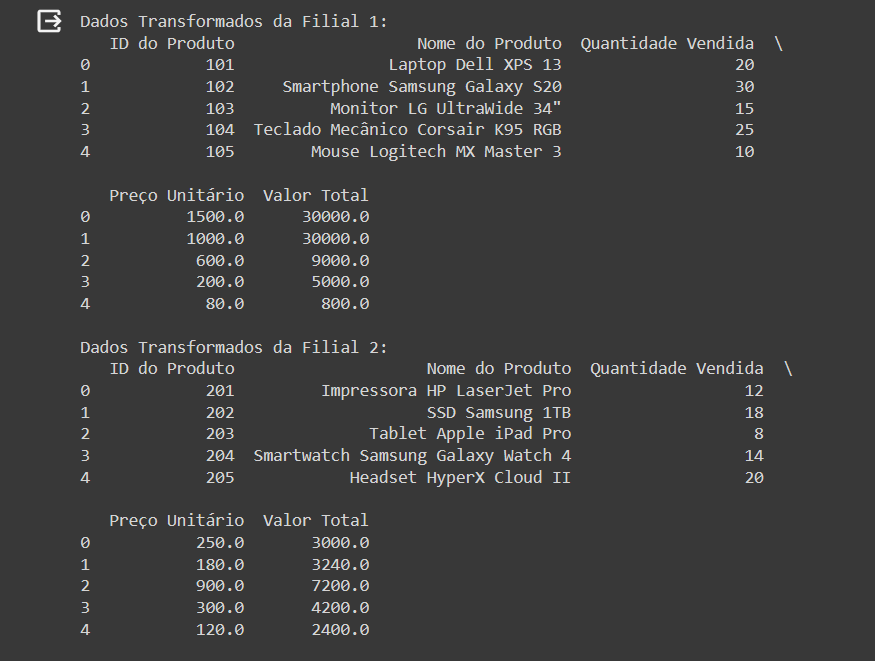 Dados Transformados da Filial 1:
ID do Produto Nome do Produto Quantidade Vendida \
0 101 Laptop Dell XPS 13 20
1 102 Smartphone Samsung Galaxy S20 30
2 103 Monitor LG UltraWide 34" 15
3 104 Teclado Mecânico Corsair K95 RGB 25
4 105 Mouse Logitech MX Master 3 10
Preço Unitário Valor Total
0 1500.0 30000.0
1 1000.0 30000.0
2 600.0 9000.0
3 200.0 5000.0
4 80.0 800.0
Dados Transformados da Filial 2:
ID do Produto Nome do Produto Quantidade Vendida \
0 201 Impressora HP LaserJet Pro 12
1 202 SSD Samsung 1TB 18
2 203 Tablet Apple iPad Pro 8
3 204 Smartwatch Samsung Galaxy Watch 4 14
4 205 Headset HyperX Cloud II 20
Preço Unitário Valor Total
0 250.0 3000.0
1 180.0 3240.0
2 900.0 7200.0
3 300.0 4200.0
4 120.0 2400.0